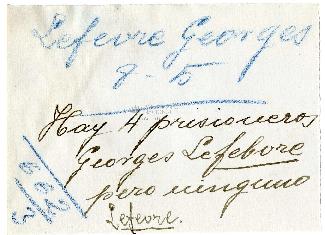 Lefevre Georges
8-5
Hay 4 prisioneros
Georges Lefebvre
pero ninguno
Lefevre.